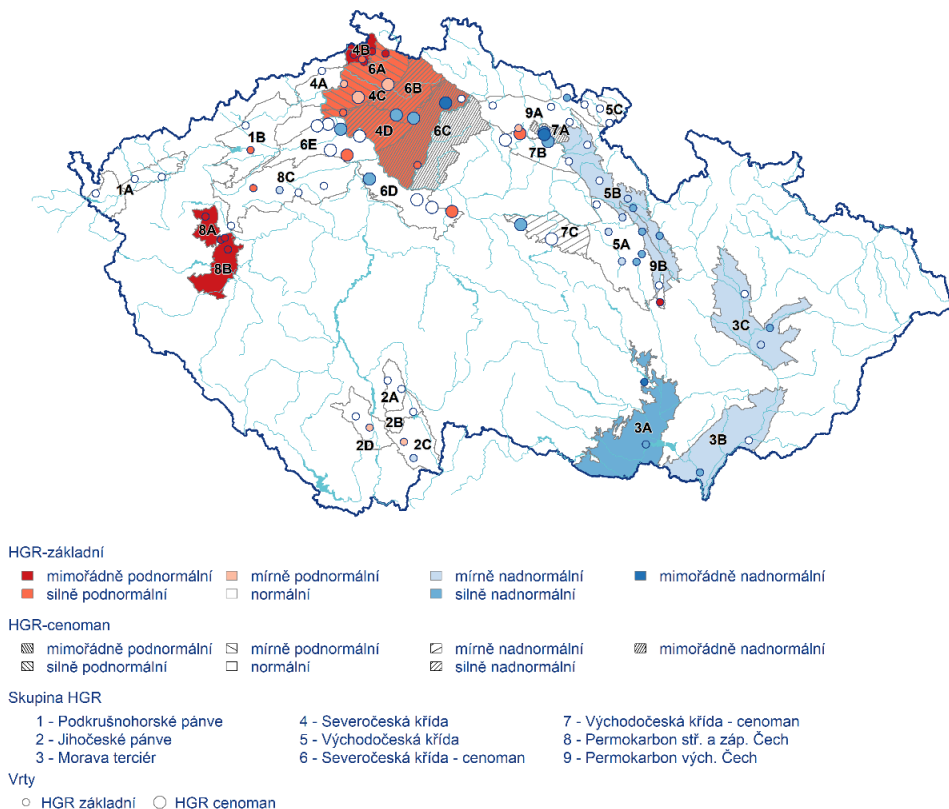 4B
6A
4A
4C
6B
5C
9A
7A
1B
6E
4D
6C
7B
1A
8C
6D
5B
8A
7C
5A
8B
9B
3C
2A
2B
2D
2C
3A
3B
HGR-základní
mimořádně podnormální mírně podnormální mírně nadnormální mimořádně nadnormální
silně podnormální normální silně nadnormální
HGR-cenoman
mimořádně podnormální mírně podnormální mírně nadnormální mimořádně nadnormální
silně podnormální normální silně nadnormální
Skupina HGR
1 - Podkrušnohorské pánve 4 - Severočeská křída 7 - Východočeská křída - cenoman
2 - Jihočeské pánve 5 - Východočeská křída 8 - Permokarbon stř. a záp. Čech
3 - Morava terciér 6 - Severočeská křída - cenoman 9 - Permokarbon vých. Čech
Vrty
HGR základní HGR cenoman